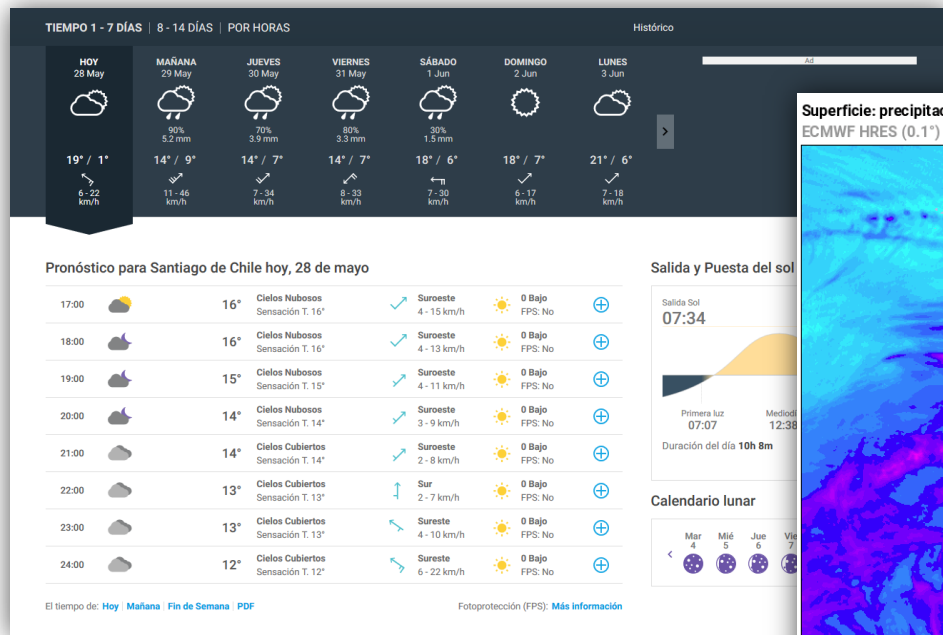 TIEMPO 1 - 7 DÍAS | 8 - 14 DÍAS | POR HORAS
Histórico
HOY MAÑANA JUEVES VIERNES SÁBADO DOMINGO LUNES
28 May 29 May 30 May 31 May 1 Jun 2 Jun 3 Jun
90% 70% 80% 30%
5.2 mm 3.9 mm 3.3 mm 1.5 mm
19° / 1° 14° / 9° 14° / 7° 14° / 7° 18° / 6° 18° / 7° 21° / 6°
6 - 22 11 - 46 7 - 34 8 - 33 7 - 30 6 - 17 7 - 18
km/h km/h km/h km/h km/h km/h km/h
Ad
Superficie: precipitac
ECMWF HRES (0.1°)
Pronóstico para Santiago de Chile hoy, 28 de mayo
17:00 16° Cielos Nubosos Suroeste 0 Bajo
Sensación T. 16° 4 - 15 km/h FPS: No
18:00 16° Cielos Nubosos Suroeste 0 Bajo
Sensación T. 16° 4 - 13 km/h FPS: No
19:00 15° Cielos Nubosos Suroeste 0 Bajo
Sensación T. 15° 4 - 11 km/h FPS: No
20:00 14° Cielos Nubosos Suroeste 0 Bajo
Sensación T. 14° 3 - 9 km/h FPS: No
21:00 14° Cielos Cubiertos Suroeste 0 Bajo
Sensación T. 14° 2 - 8 km/h FPS: No
22:00 13° Cielos Cubiertos Sur 0 Bajo
Sensación T. 13° 2 - 7 km/h FPS: No
23:00 13° Cielos Cubiertos Sureste 0 Bajo
Sensación T. 13° 4 - 10 km/h FPS: No
24:00 12° Cielos Cubiertos Sureste 0 Bajo
Sensación T. 12° 6 - 22 km/h FPS: No
El tiempo de: Hoy | Mañana | Fin de Semana | PDF
Fotoprotección (FPS): Más información
Salida y Puesta del sol
Salida Sol
07:34
Primera luz Mediodí
07:07 12:38
Duración del día 10h 8m
Calendario lunar
Mar Mié Jue Vie
4 5 6 7